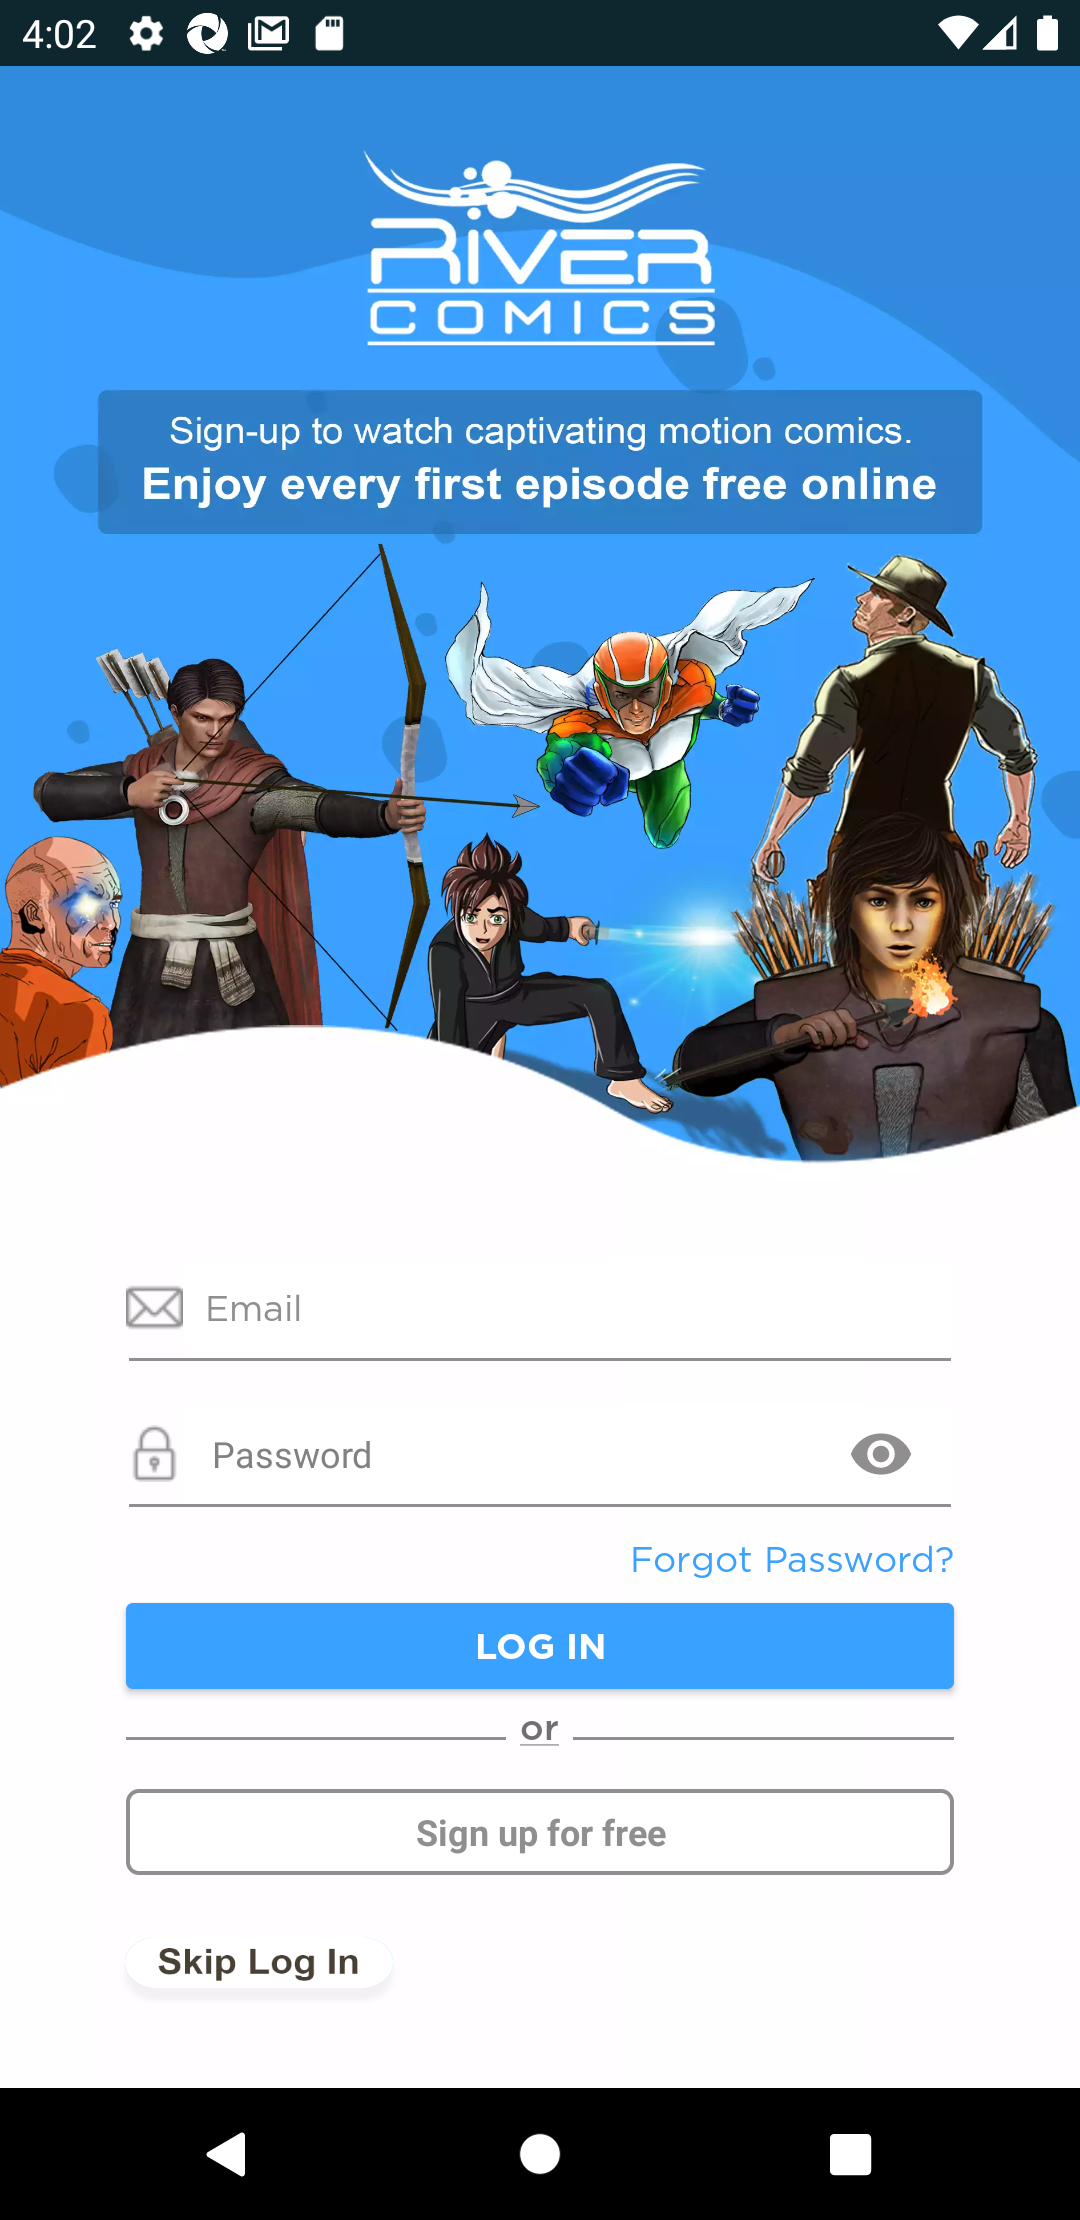 4:02
RIVER
COMICS
Sign-up to watch captivating motion comics.
Enjoy every first episode free online
Email
Password
Forgot Password?
LOG IN
or
Sign up for free
Skip Log In